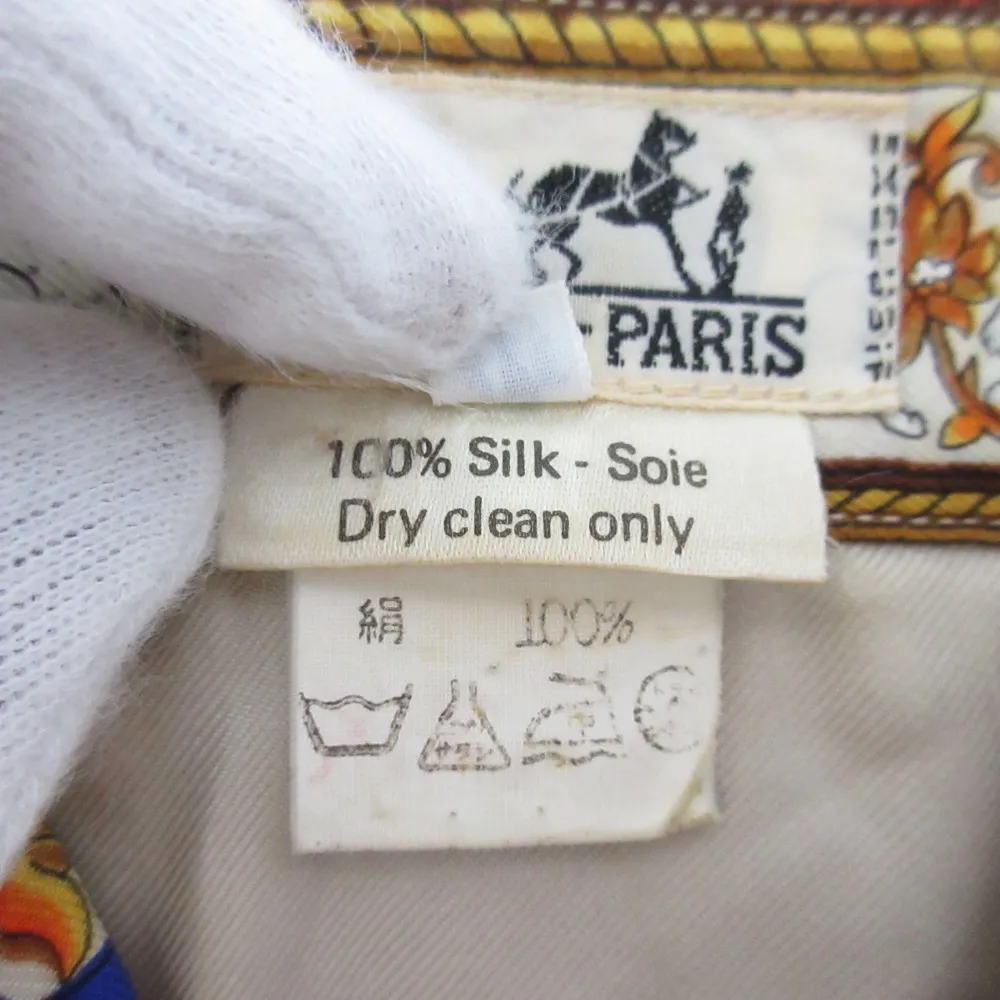 -PARIS
100% Silk - Soie
Dry clean only
絹 100%